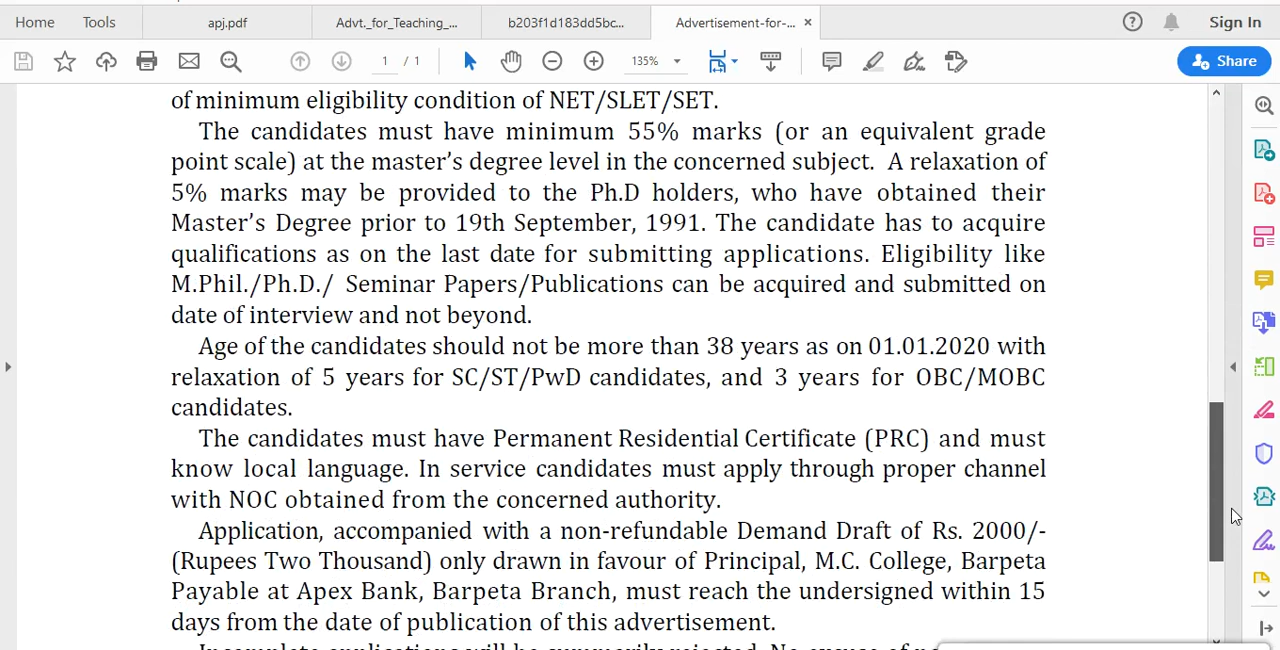 Home Tools apj.pdf Advt._for_Teaching_... b203f1d183dd5bc... Advertisement-for-... ×
Sign In
1 / 1 135% Share
of minimum eligibility condition of NET/SLET/SET.
The candidates must have minimum 55% marks (or an equivalent grade
point scale) at the master’s degree level in the concerned subject. A relaxation of
5% marks may be provided to the Ph.D holders, who have obtained their
Master’s Degree prior to 19th September, 1991. The candidate has to acquire
qualifications as on the last date for submitting applications. Eligibility like
M.Phil./Ph.D./ Seminar Papers/Publications can be acquired and submitted on
date of interview and not beyond.
Age of the candidates should not be more than 38 years as on 01.01.2020 with
relaxation of 5 years for SC/ST/PwD candidates, and 3 years for OBC/MOBC
candidates.
The candidates must have Permanent Residential Certificate (PRC) and must
know local language. In service candidates must apply through proper channel
with NOC obtained from the concerned authority.
Application, accompanied with a non-refundable Demand Draft of Rs. 2000/-
(Rupees Two Thousand) only drawn in favour of Principal, M.C. College, Barpeta
Payable at Apex Bank, Barpeta Branch, must reach the undersigned within 15
days from the date of publication of this advertisement.
Incomplete applications will be summarily rejected. No excuse of